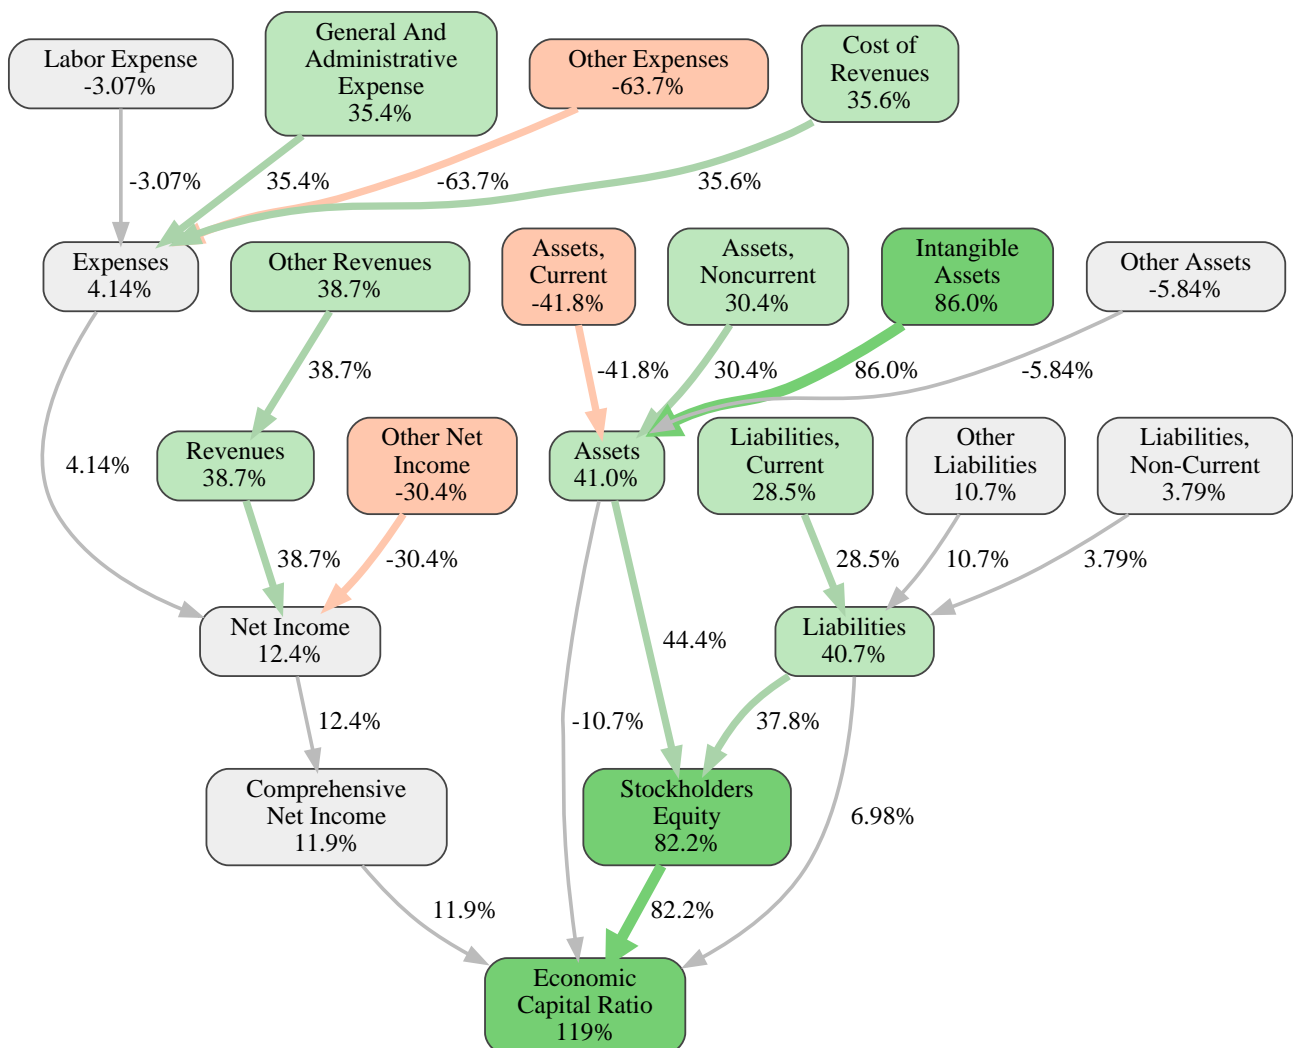 Labor Expense
-3.07%
General And
Administrative
Expense
35.4%
Other Expenses
-63.7%
Cost of
Revenues
35.6%
-3.07%
35.4%
-63.7%
35.6%
Expenses
4.14%
Other Revenues
38.7%
Assets,
Current
-41.8%
Assets,
Noncurrent
30.4%
Intangible
Assets
86.0%
Other Assets
-5.84%
38.7%
-41.8%
30.4%
86.0%
-5.84%
4.14%
Revenues
38.7%
Other Net
Income
-30.4%
Assets
41.0%
Liabilities,
Current
28.5%
Other
Liabilities
10.7%
Liabilities,
Non-Current
3.79%
38.7%
-30.4%
28.5%
10.7%
3.79%
Net Income
12.4%
44.4%
Liabilities
40.7%
12.4%
-10.7%
37.8%
Comprehensive
Net Income
11.9%
Stockholders
Equity
82.2%
6.98%
11.9%
82.2%
Economic
Capital Ratio
119%